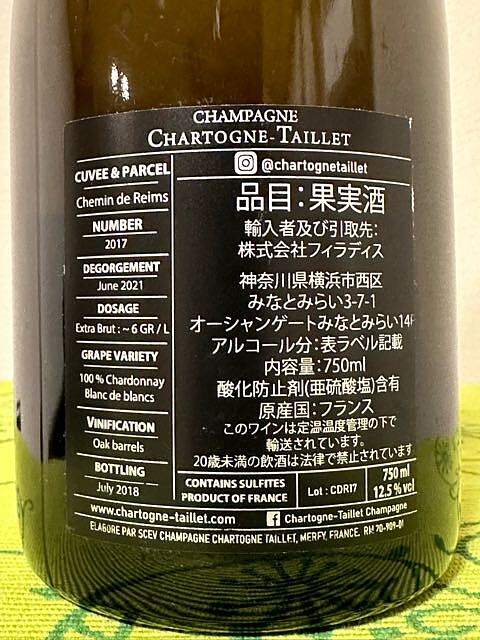 CHAMPAGNE
CHARTOGNE-TAILLET
CUVEE & PARCEL
Chemin de Reims
NUMBER
2017
DEGORGEMENT
June 2021
DOSAGE
Extra Brut : ~ 6 GR / L
GRAPE VARIETY
100 % Chardonnay
Blanc de blancs
VINIFICATION
Oak barrels
BOTTLING
July 2018
@chartognetaillet
品目：果実酒
輸入者及び引取先：
株式会社フィラディス
神奈川県横浜市西区
みなとみらい3-7-1
オーシャンゲートみなとみらい14F
アルコール分：表ラベル記載
内容量：750ml
酸化防止剤(亜硫酸塩)含有
原産国：フランス
このワインは定温温度管理の下で
輸送されています。
20歳未満の飲酒は法律で禁止されています
CONTAINS SULFITES
PRODUCT OF FRANCE
Lot : CDR17
750 ml
12.5 % vol
www.chartogne-taillet.com
Chartogne-Taillet Champagne
ELABORE PAR SCEV CHAMPAGNE CHARTOGNE TAILLET, MERFY, FRANCE. RM 20-909-01